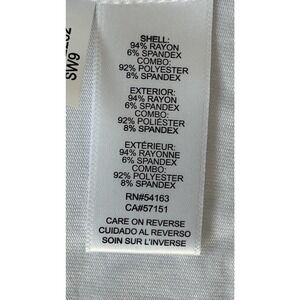 SW9
SHELL:
94% RAYON
6% SPANDEX
COMBO:
92% POLYESTER
8% SPANDEX
EXTERIOR:
94% RAYON
6% SPANDEX
COMBO:
92% POLIÉSTER
8% SPANDEX
EXTÉRIEUR:
94% RAYONNE
6% SPANDEX
COMBO:
92% POLYESTER
8% SPANDEX
RN#54163
CA#57151
CARE ON REVERSE
CUIDADO AL REVERSO
SOIN SUR L'INVERSE